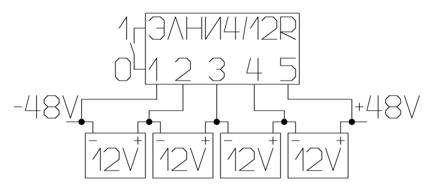 1 ЭЛНИ4/12R
0 1 2 3 4 5
-48V +48V
- + - + - + - +
12V 12V 12V 12V